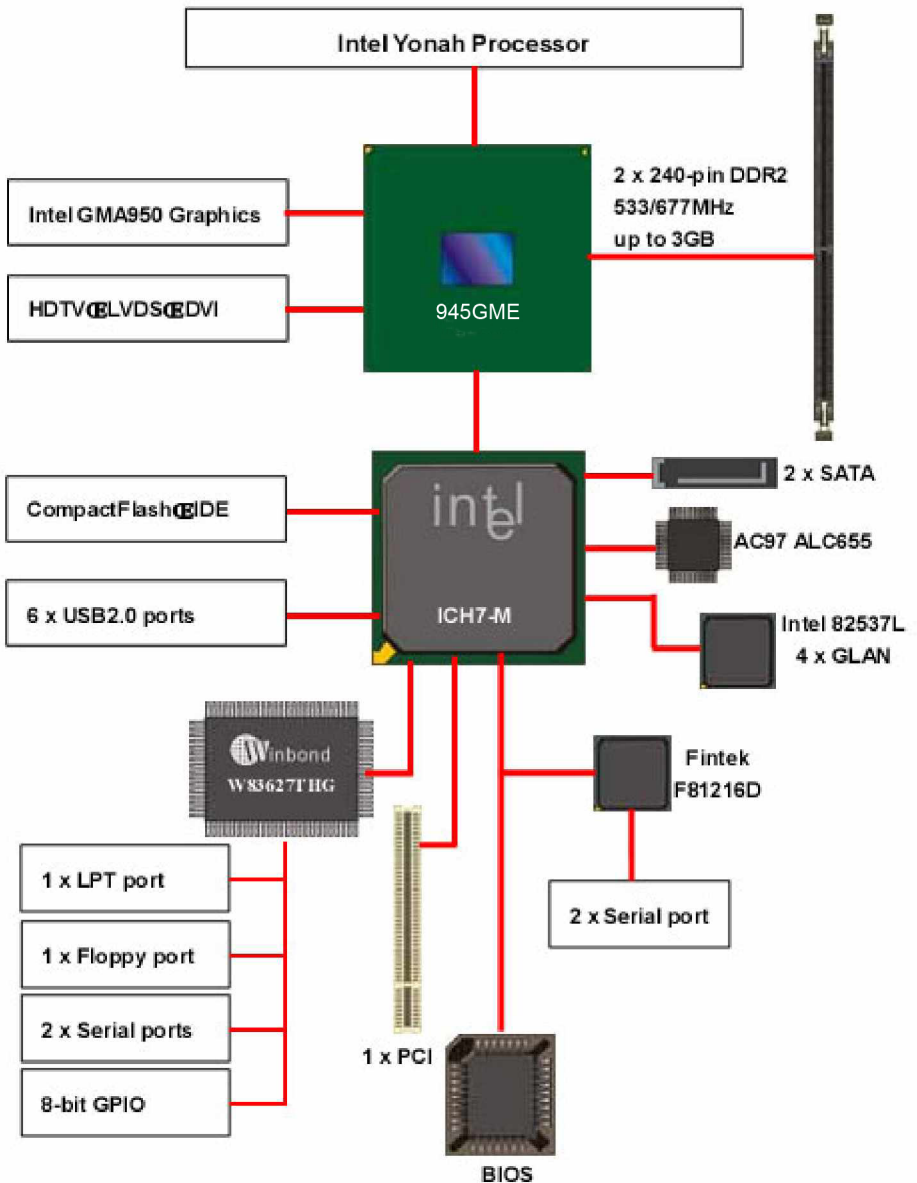 Intel Yonah Processor
2 x 240-pin DDR2
533/677MHz
up to 3GB
Intel GMA950 Graphics
HDTVŒLVDSŒDVI
945GME
intel
ICH7-M
CompactFlashŒIDE
6 x USB2.0 ports
2 x SATA
AC97 ALC655
Intel 82537L
4 x GLAN
Winbond
W83627THG
Fintek
F81216D
1 x LPT port
1 x Floppy port
2 x Serial ports
8-bit GPIO
2 x Serial port
1 x PCI
BIOS